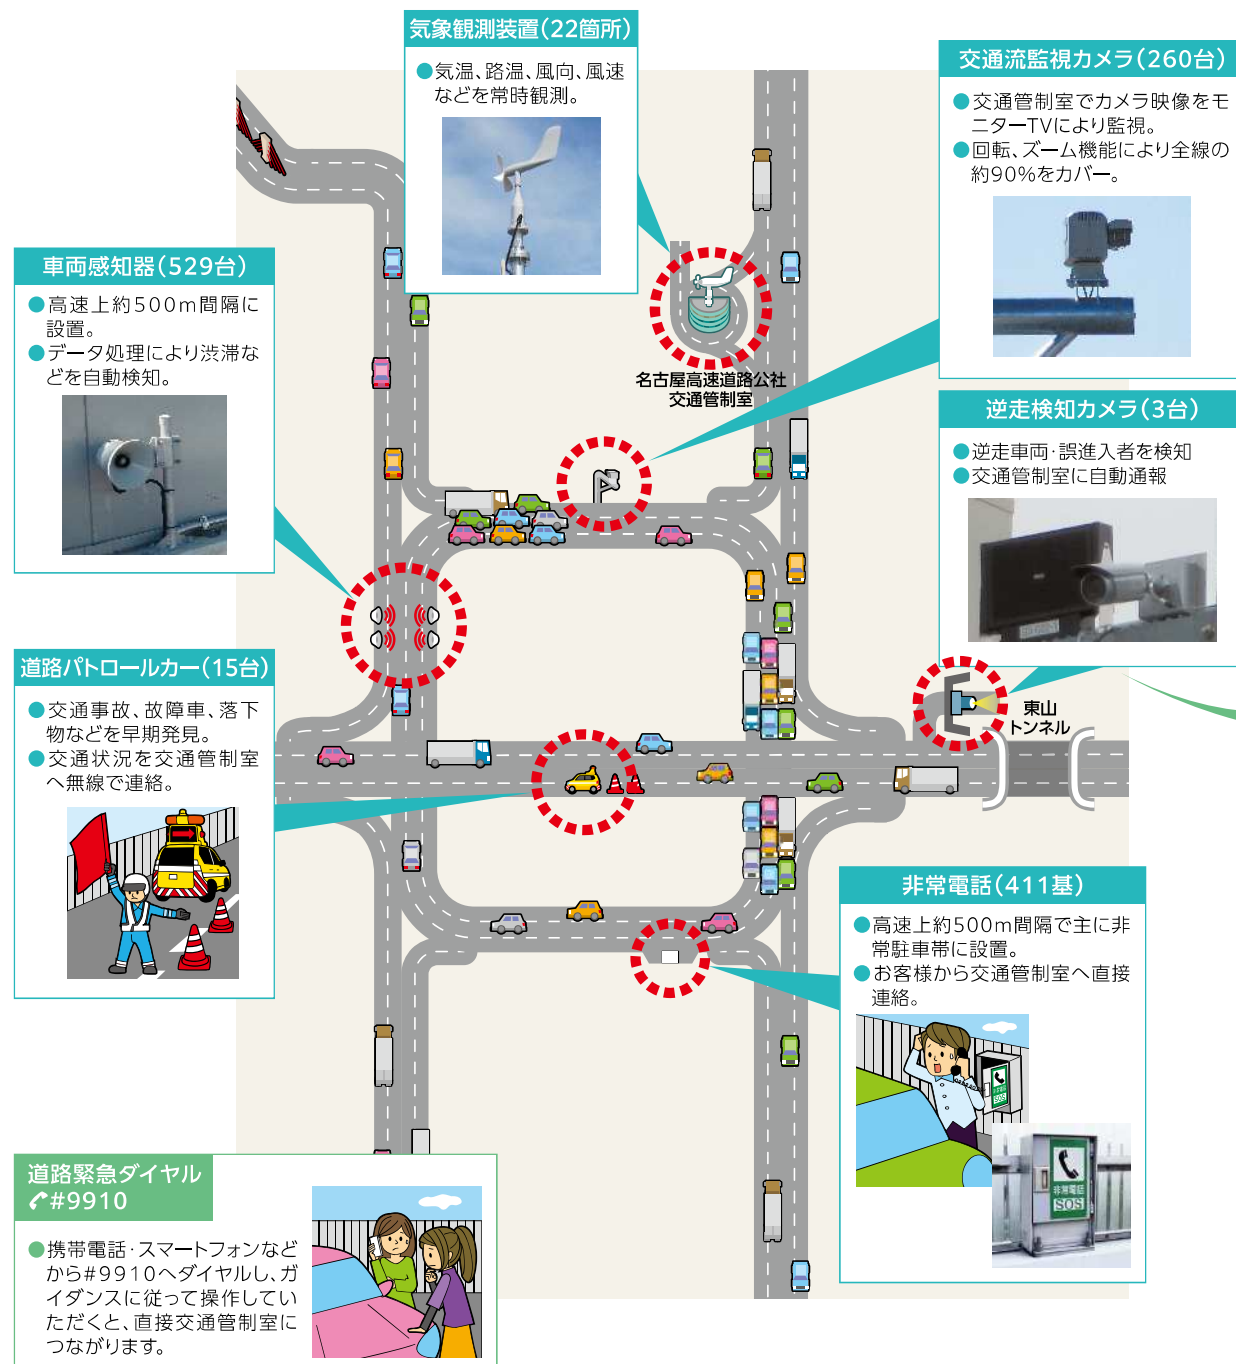 気象観測装置(22箇所)
●気温、路温、風向、風速
などを常時観測。
交通流監視カメラ(260台)
●交通管制室でカメラ映像をモ
ニターTVにより監視。
●回転、ズーム機能により全線の
約90%をカバー。
車両感知器(529台)
●高速上約500m間隔に
設置。
●データ処理により渋滞な
どを自動検知。
名古屋高速道路公社
交通管制室
逆走検知カメラ(3台)
●逆走車両・誤進入者を検知
●交通管制室に自動通報
道路パトロールカー(15台)
●交通事故、故障車、落下
物などを早期発見。
●交通状況を交通管制室
へ無線で連絡。
東山
トンネル
非常電話(411基)
●高速上約500m間隔で主に非
常駐車帯に設置。
●お客様から交通管制室へ直接
連絡。
非常電話
SOS
非常電話
SOS
道路緊急ダイヤル
#9910
●携帯電話・スマートフォンなど
から#9910へダイヤルし、ガ
イダンスに従って操作してい
ただくと、直接交通管制室に
つながります。